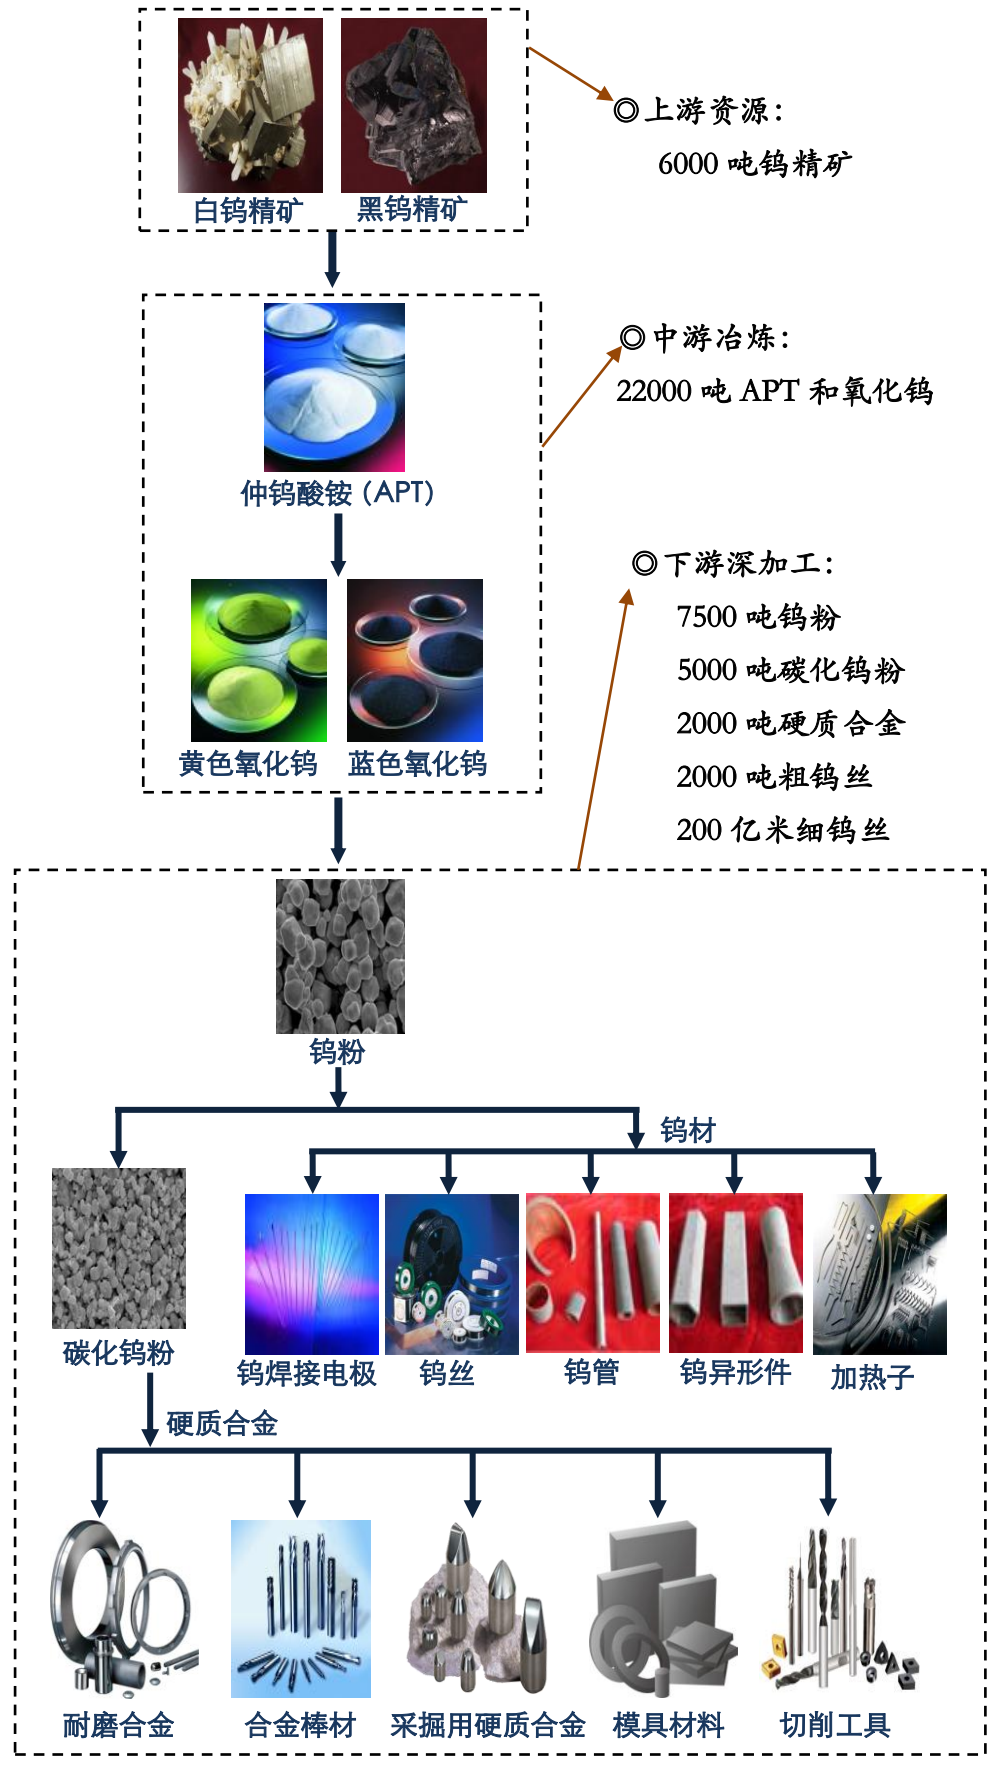 白钨精矿
黑钨精矿
◎上游资源：
6000 吨钨精矿
仲钨酸铵（APT）
◎中游冶炼：
22000 吨 APT 和氧化钨
黄色氧化钨
蓝色氧化钨
◎下游深加工：
7500 吨钨粉
5000 吨碳化钨粉
2000 吨硬质合金
2000 吨粗钨丝
200 亿米细钨丝
钨粉
钨材
碳化钨粉
钨焊接电极
钨丝
钨管
钨异形件
加热子
硬质合金
耐磨合金
合金棒材
采掘用硬质合金
模具材料
切削工具